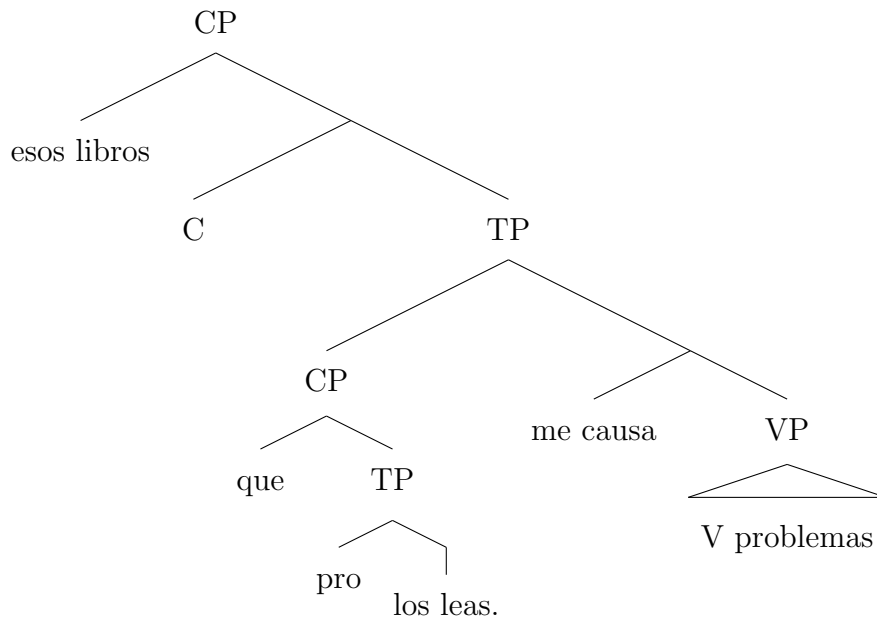 CP
esos libros
C
TP
CP
me causa
VP
que
TP
V problemas
pro
los leas.